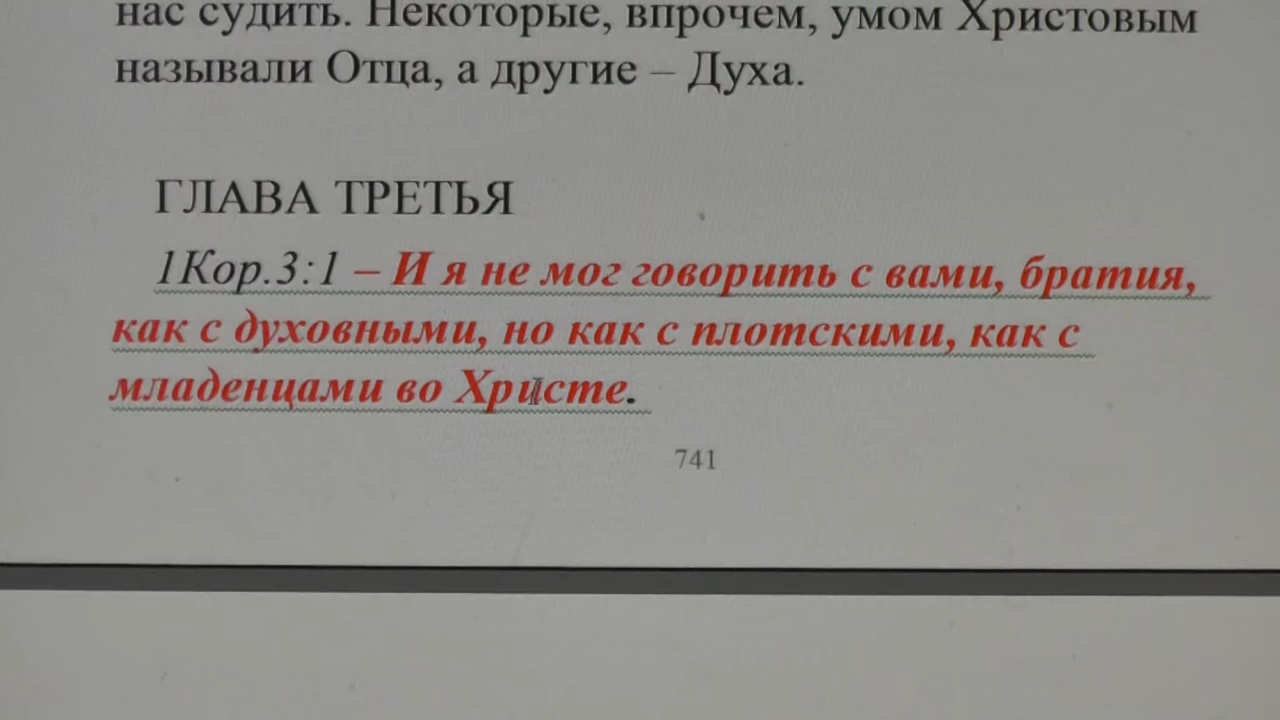 нас судить. Некоторые, впрочем, умом Христовым
называли Отца, а другие – Духа.
ГЛАВА ТРЕТЬЯ
1Кор.3:1 – И я не мог говорить с вами, братия,
как с духовными, но как с плотскими, как с
младенцами во Христе.
741